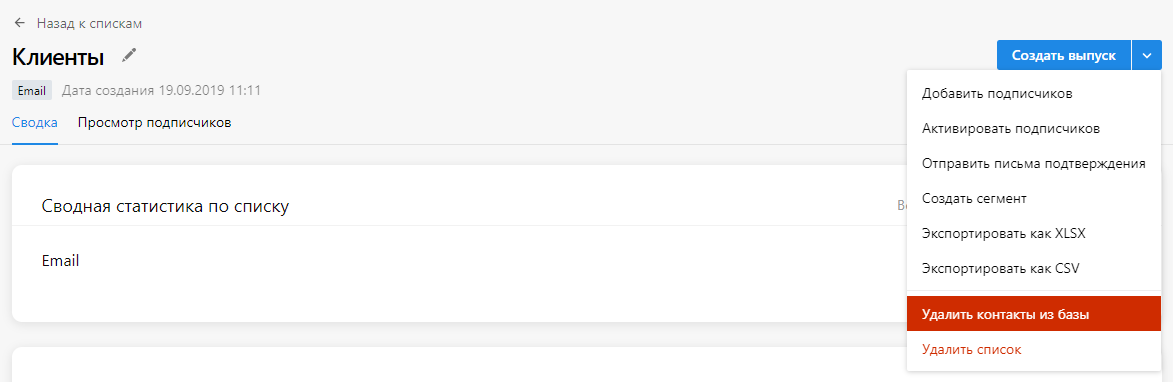 Назад к спискам
Клиенты
Создать выпуск
Email Дата создания 19.09.2019 11:11
Сводка Просмотр подписчиков
Добавить подписчиков
Активировать подписчиков
Отправить письма подтверждения
Создать сегмент
Экспортировать как XLSX
Экспортировать как CSV
Удалить контакты из базы
Удалить список
Сводная статистика по списку
Email